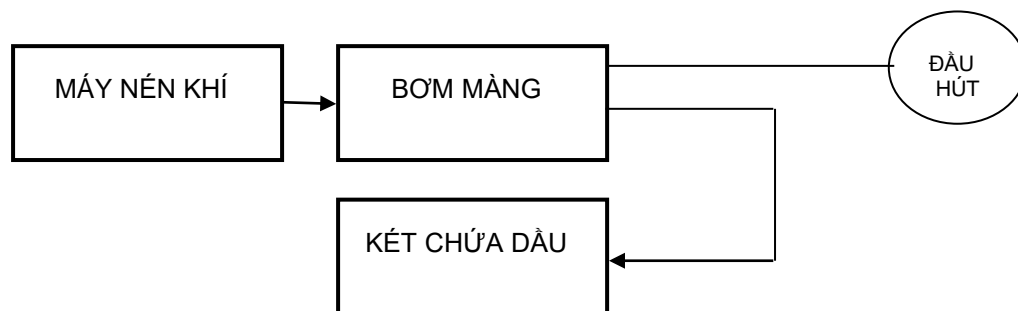 MÁY NÉN KHÍ
BƠM MÀNG
ĐẦU
HÚT
KÉT CHỨA DẦU